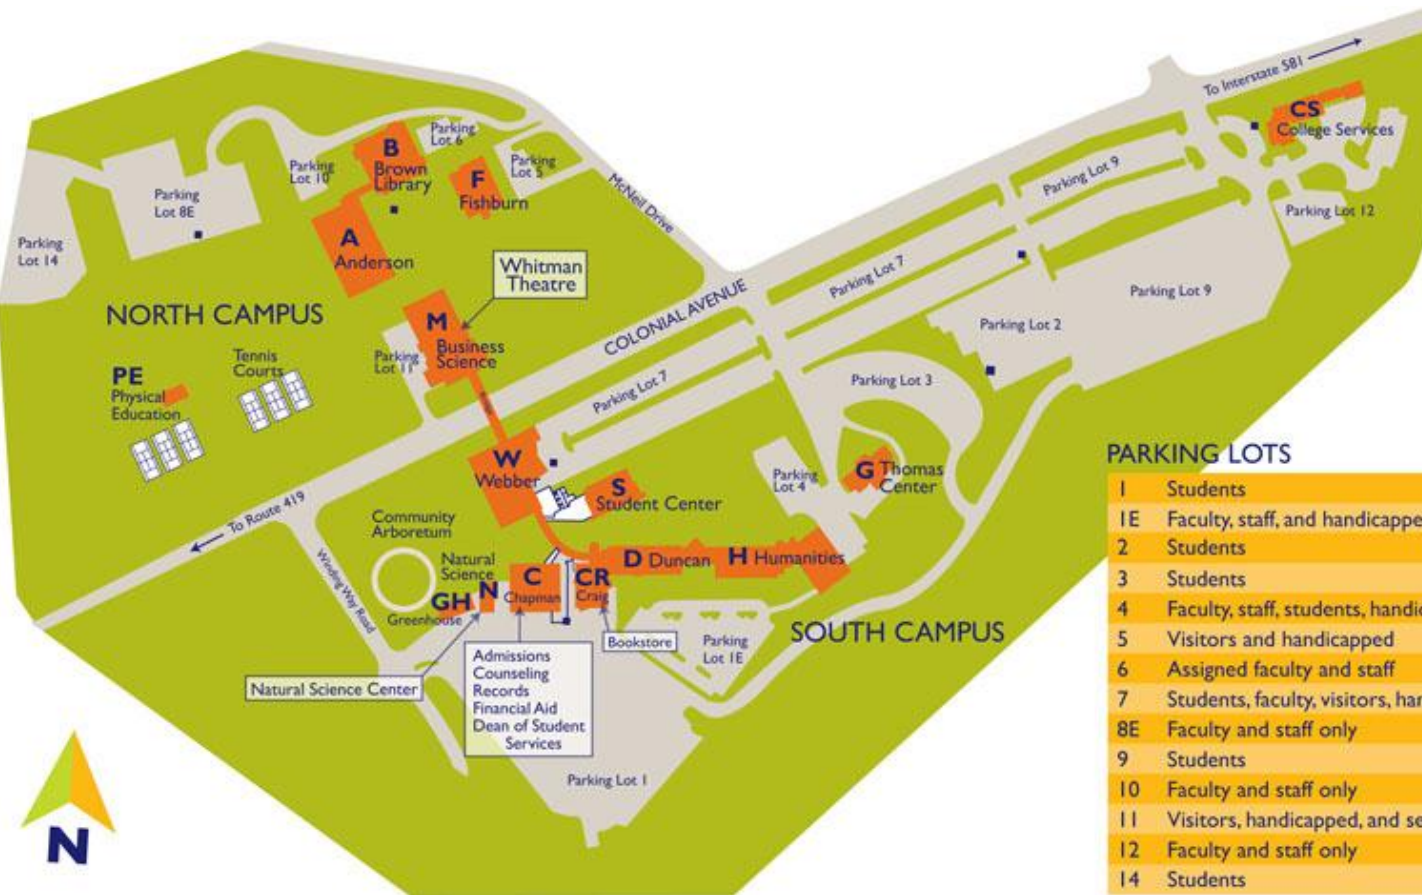 To Interstate 581
CS
College Services
B
Brown
Library
Parking
Lot 6
Parking
Lot 10
F
Fishburn
Parking
Lot 5
McNeil Drive
Parking
Lot 8E
Parking
Lot 14
A
Anderson
Parking Lot 9
Parking Lot 12
Whitman
Theatre
Parking Lot 7
Parking Lot 9
NORTH CAMPUS
M
Business
Science
COLONIAL AVENUE
Parking Lot 2
Tennis
Courts
Parking
Lot 11
PE
Physical
Education
Parking Lot 7
Parking Lot 3
W
Webber
S
Student Center
Parking
Lot 4
G Thomas
Center
To Route 419
Community
Arboretum
Winding Way Road
Natural
Science
N
GH
Greenhouse
C
Chapman
CR
Craig
D Duncan
H Humanities
Bookstore
Parking
Lot 1E
SOUTH CAMPUS
Natural Science Center
Admissions
Counseling
Records
Financial Aid
Dean of Student
Services
Parking Lot 1
N
PARKING LOTS
1 Students
1E Faculty, staff, and handicappe
2 Students
3 Students
4 Faculty, staff, students, handic
5 Visitors and handicapped
6 Assigned faculty and staff
7 Students, faculty, visitors, har
8E Faculty and staff only
9 Students
10 Faculty and staff only
11 Visitors, handicapped, and se
12 Faculty and staff only
14 Students